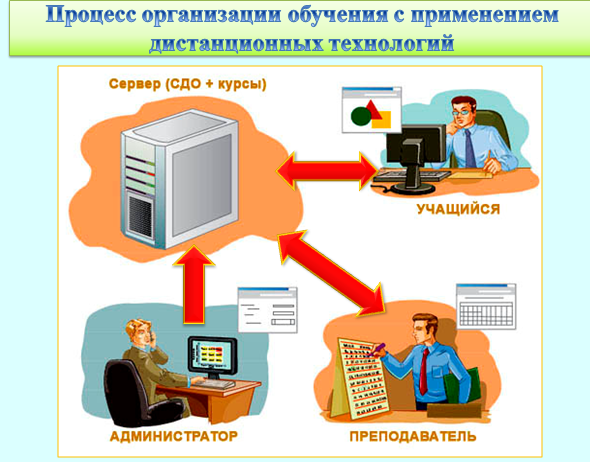 Процесс организации обучения с применением
дистанционных технологий
Сервер (СДО + курсы)
УЧАЩИЙСЯ
АДМИНИСТРАТОР
ПРЕПОДАВАТЕЛЬ